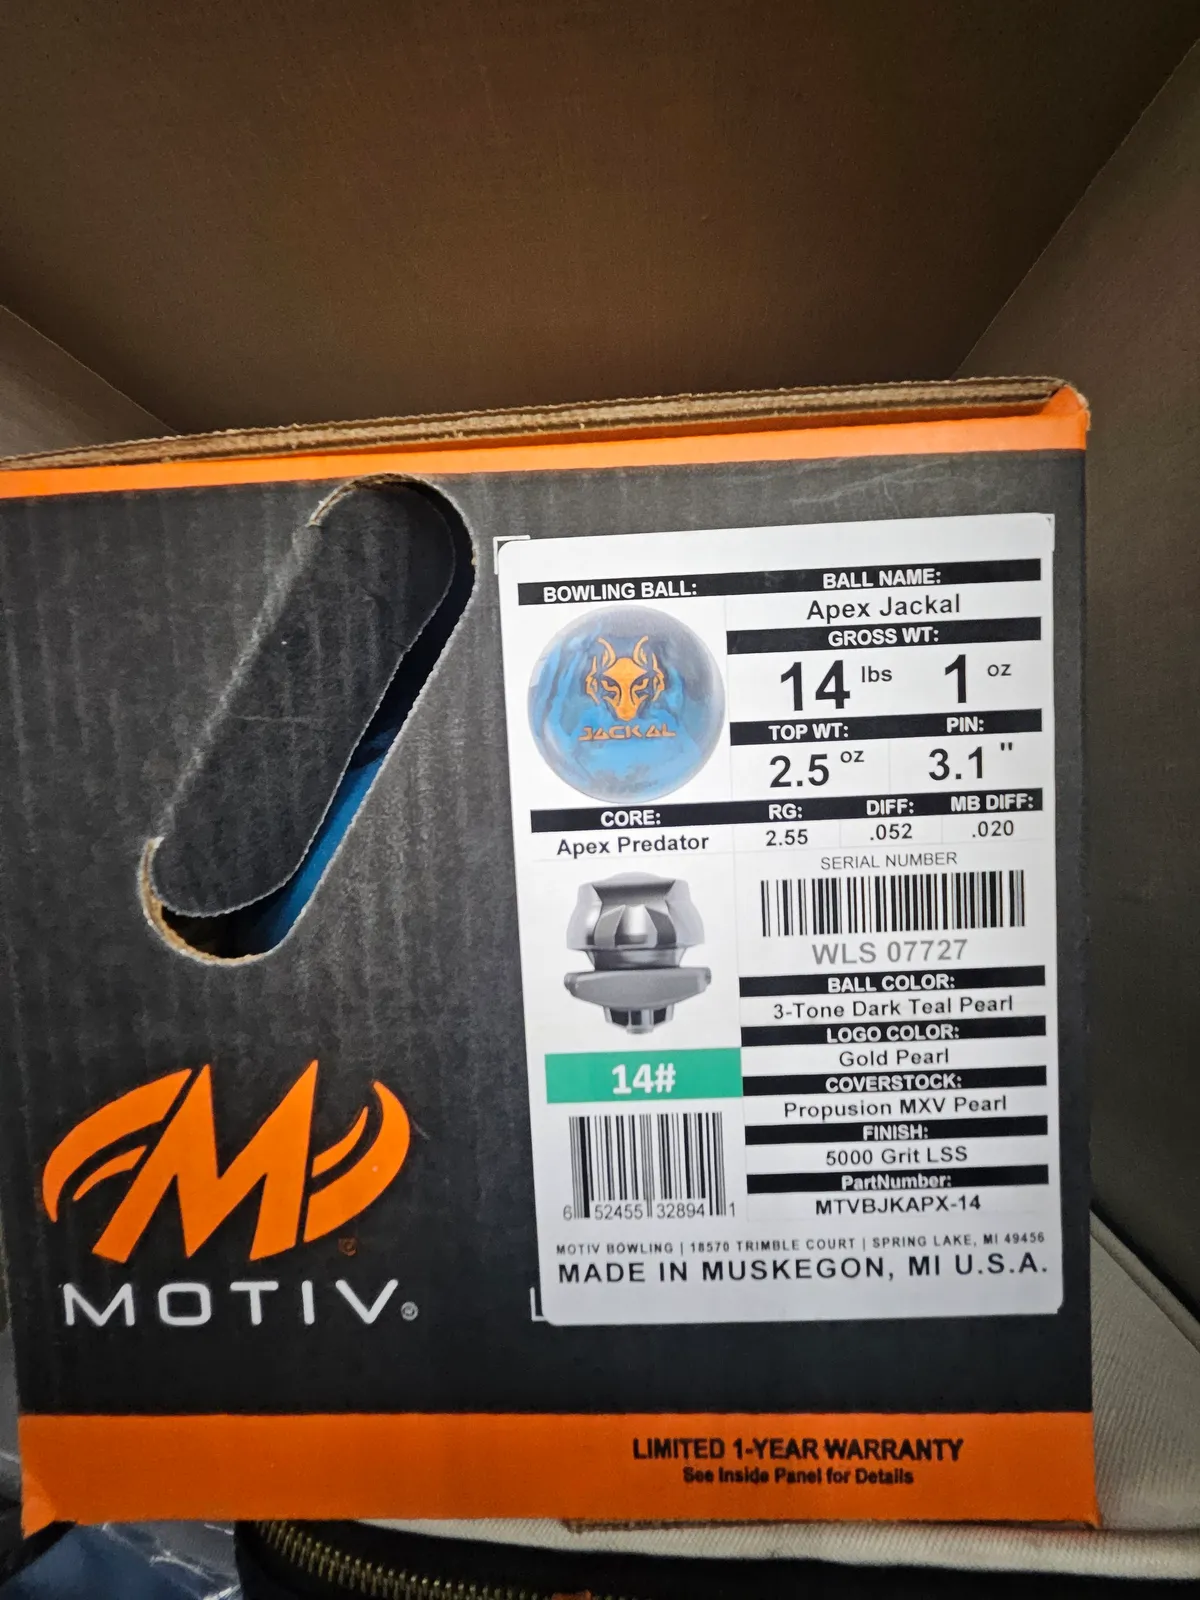 BOWLING BALL:
BALL NAME:
Apex Jackal
GROSS WT:
14 lbs 1 oz
TOP WT: PIN:
2.5 oz 3.1 "
JACKAL
CORE: RG: DIFF: MB DIFF:
Apex Predator 2.55 .052 .020
SERIAL NUMBER
WLS 07727
BALL COLOR:
3-Tone Dark Teal Pearl
LOGO COLOR:
Gold Pearl
COVERSTOCK:
Propusion MXV Pearl
FINISH:
5000 Grit LSS
PartNumber:
MTVBJKAPX-14
14#
6 52455 32894 1
MOTIV BOWLING | 18570 TRIMBLE COURT | SPRING LAKE, MI 49456
MADE IN MUSKEGON, MI U.S.A.
MOTIV®
LIMITED 1-YEAR WARRANTY
See Inside Panel for Details